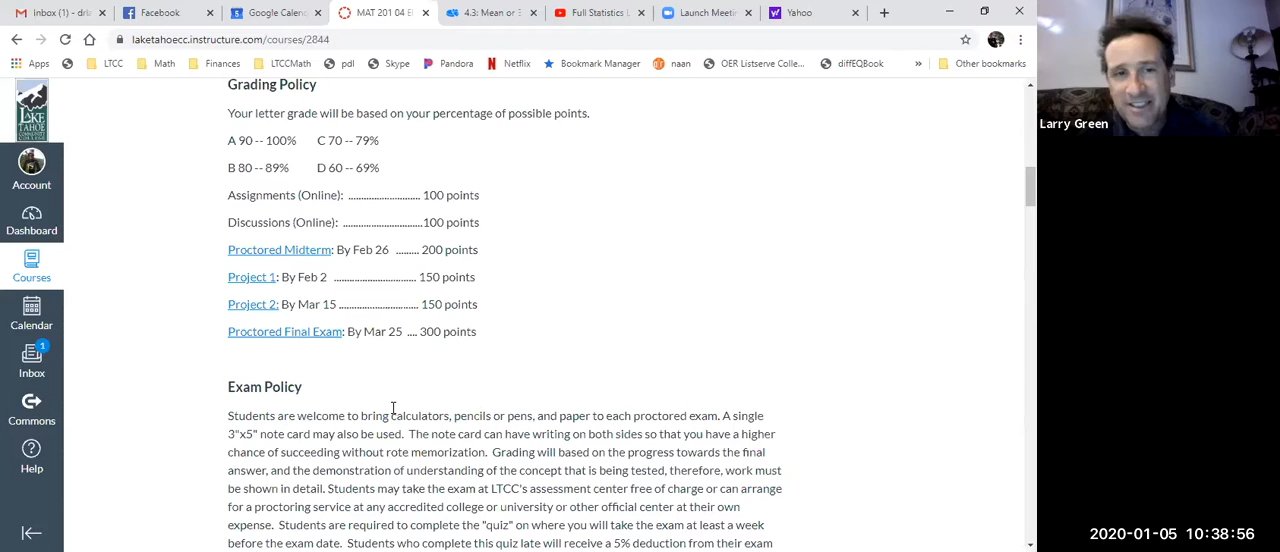 Inbox (1) - drla
Facebook
Google Calend
MAT 201 04 El
4.3: Mean or E
Full Statistics L
Launch Meeti
Yahoo
laketahoecc.instructure.com/courses/2844
Apps
LTCC
Math
Finances
LTCCMath
pdl
Skype
Pandora
Netflix
Bookmark Manager
naan
OER Listserve Colle...
diffEQBook
»
Other bookmarks
LAKE
TAHOE
Account
Dashboard
Courses
Calendar
1
Inbox
Commons
Help
Grading Policy
Your letter grade will be based on your percentage of possible points.
A 90 -- 100% C 70 -- 79%
B 80 -- 89% D 60 -- 69%
Assignments (Online): ............................ 100 points
Discussions (Online): ...............................100 points
Proctored Midterm: By Feb 26 ......... 200 points
Project 1: By Feb 2 ................................ 150 points
Project 2: By Mar 15 ............................... 150 points
Proctored Final Exam: By Mar 25 .... 300 points
Exam Policy
Students are welcome to bring calculators, pencils or pens, and paper to each proctored exam. A single
3"x5" note card may also be used. The note card can have writing on both sides so that you have a higher
chance of succeeding without rote memorization. Grading will based on the progress towards the final
answer, and the demonstration of understanding of the concept that is being tested, therefore, work must
be shown in detail. Students may take the exam at LTCC's assessment center free of charge or can arrange
for a proctoring service at any accredited college or university or other official center at their own
expense. Students are required to complete the "quiz" on where you will take the exam at least a week
before the exam date. Students who complete this quiz late will receive a 5% deduction from their exam
Larry Green
2020-01-05 10:38:56